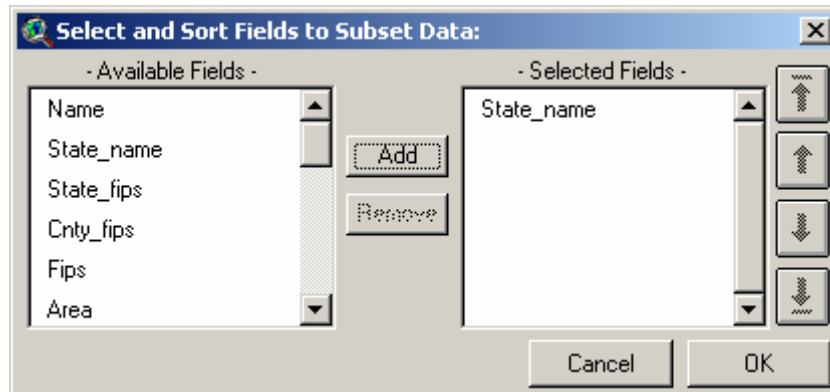 Select and Sort Fields to Subset Data:
- Available Fields -
Name
State_name
State_fips
Cnty_fips
Fips
Area
Add
Remove
- Selected Fields -
State_name
Cancel
OK